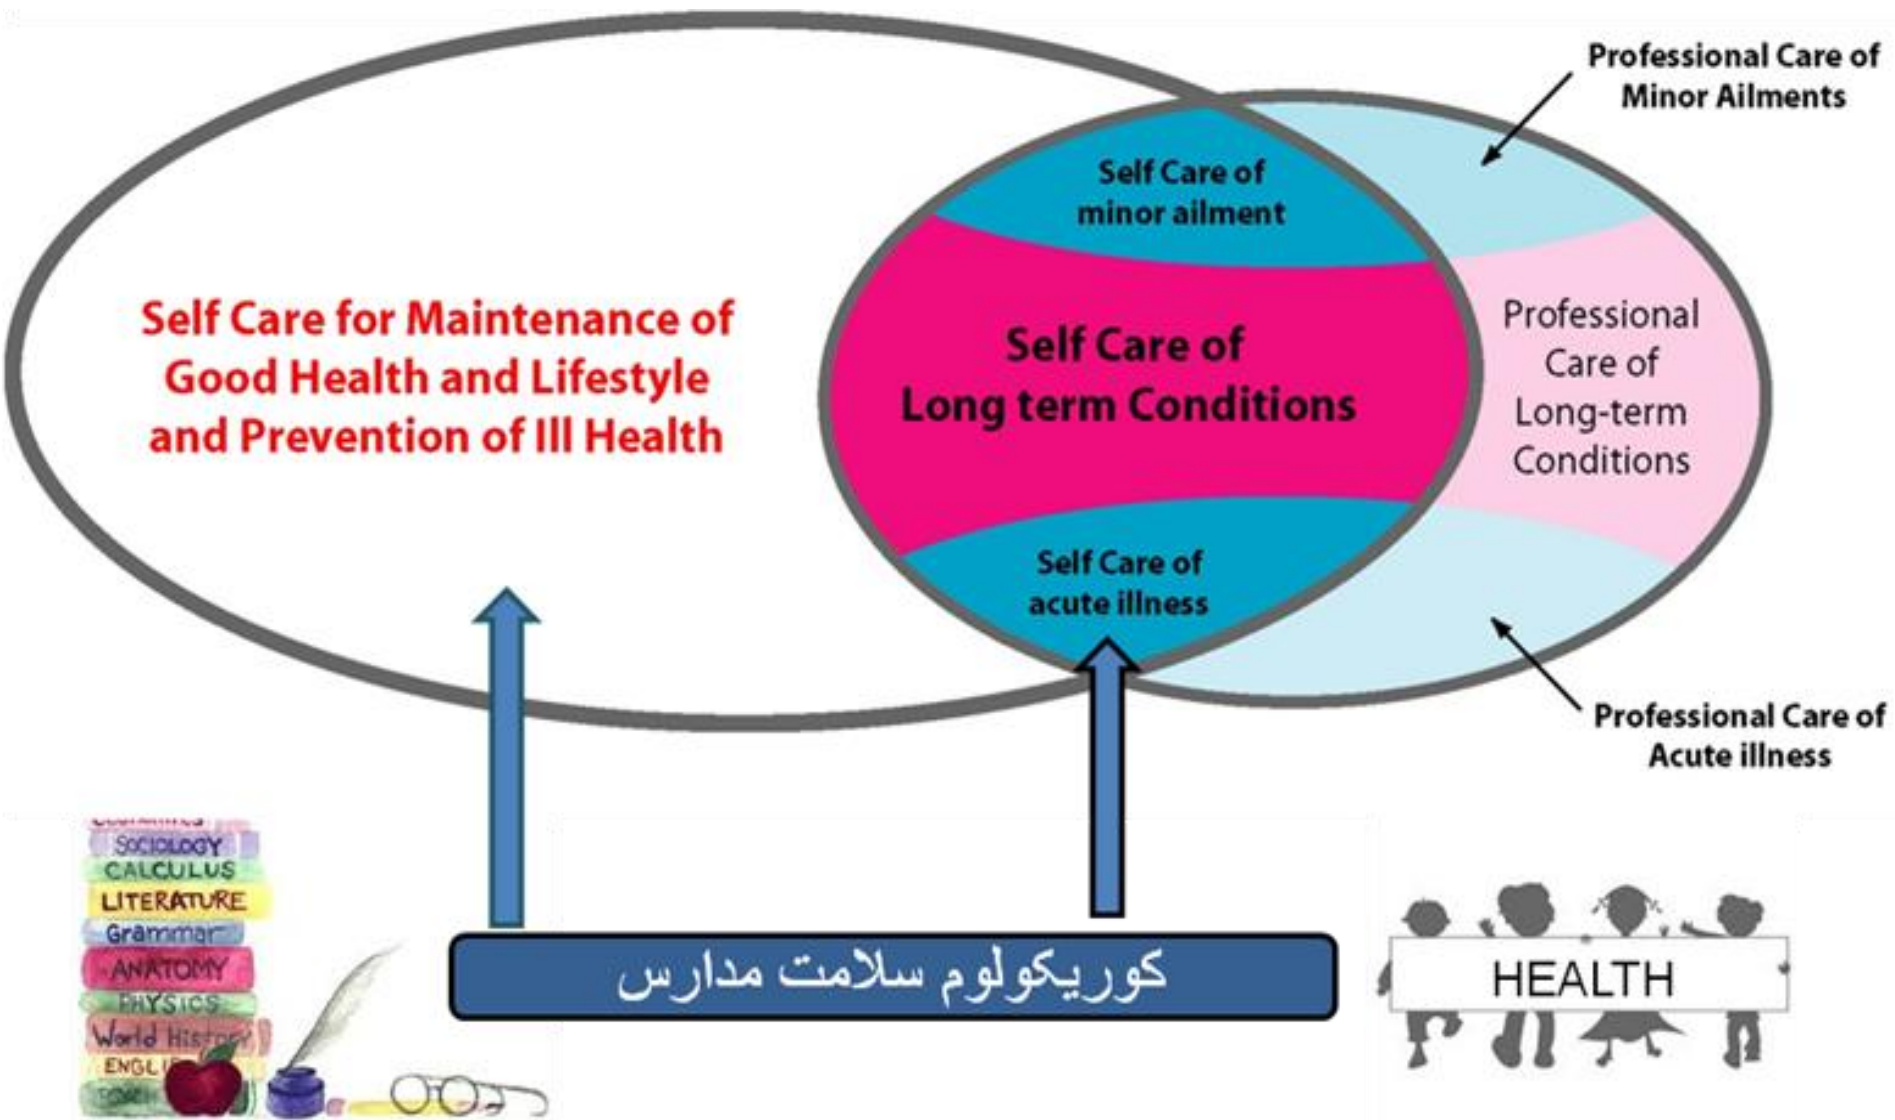 Professional Care of
Minor Ailments
Self Care of
minor ailment
Self Care for Maintenance of
Good Health and Lifestyle
and Prevention of Ill Health
Self Care of
Long term Conditions
Professional
Care of
Long-term
Conditions
Self Care of
acute illness
Professional Care of
Acute illness
SOCIOLOGY
CALCULUS
LITERATURE
Grammar
ANATOMY
PHYSICS
World History
کوریکولوم سلامت مدارس
HEALTH